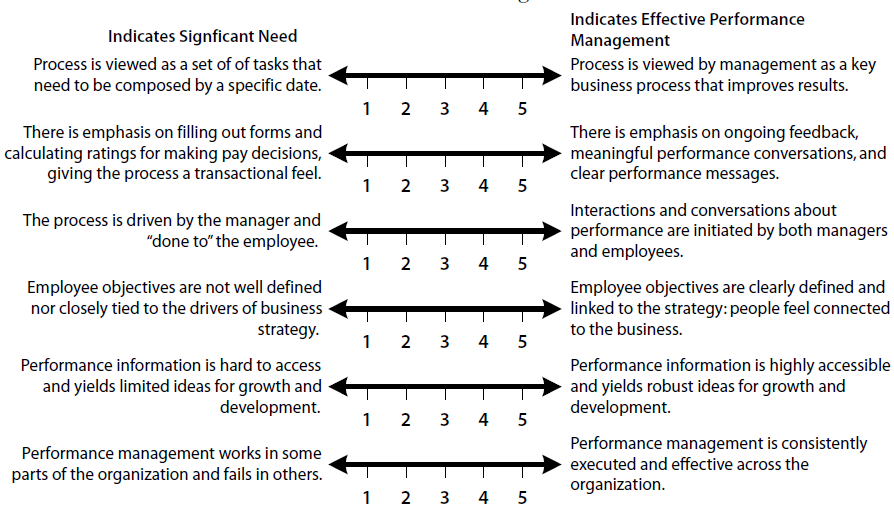 Indicates Signficant Need
Indicates Effective Performance
Management
Process is viewed as a set of of tasks that
need to be composed by a specific date.
Process is viewed by management as a key
business process that improves results.
1 2 3 4 5
There is emphasis on filling out forms and
calculating ratings for making pay decisions,
giving the process a transactional feel.
There is emphasis on ongoing feedback,
meaningful performance conversations, and
clear performance messages.
1 2 3 4 5
The process is driven by the manager and
“done to” the employee.
Interactions and conversations about
performance are initiated by both managers
and employees.
1 2 3 4 5
Employee objectives are not well defined
nor closely tied to the drivers of business
strategy.
Employee objectives are clearly defined and
linked to the strategy: people feel connected
to the business.
1 2 3 4 5
Performance information is hard to access
and yields limited ideas for growth and
development.
Performance information is highly accessible
and yields robust ideas for growth and
development.
1 2 3 4 5
Performance management works in some
parts of the organization and fails in others.
Performance management is consistently
executed and effective across the
organization.
1 2 3 4 5